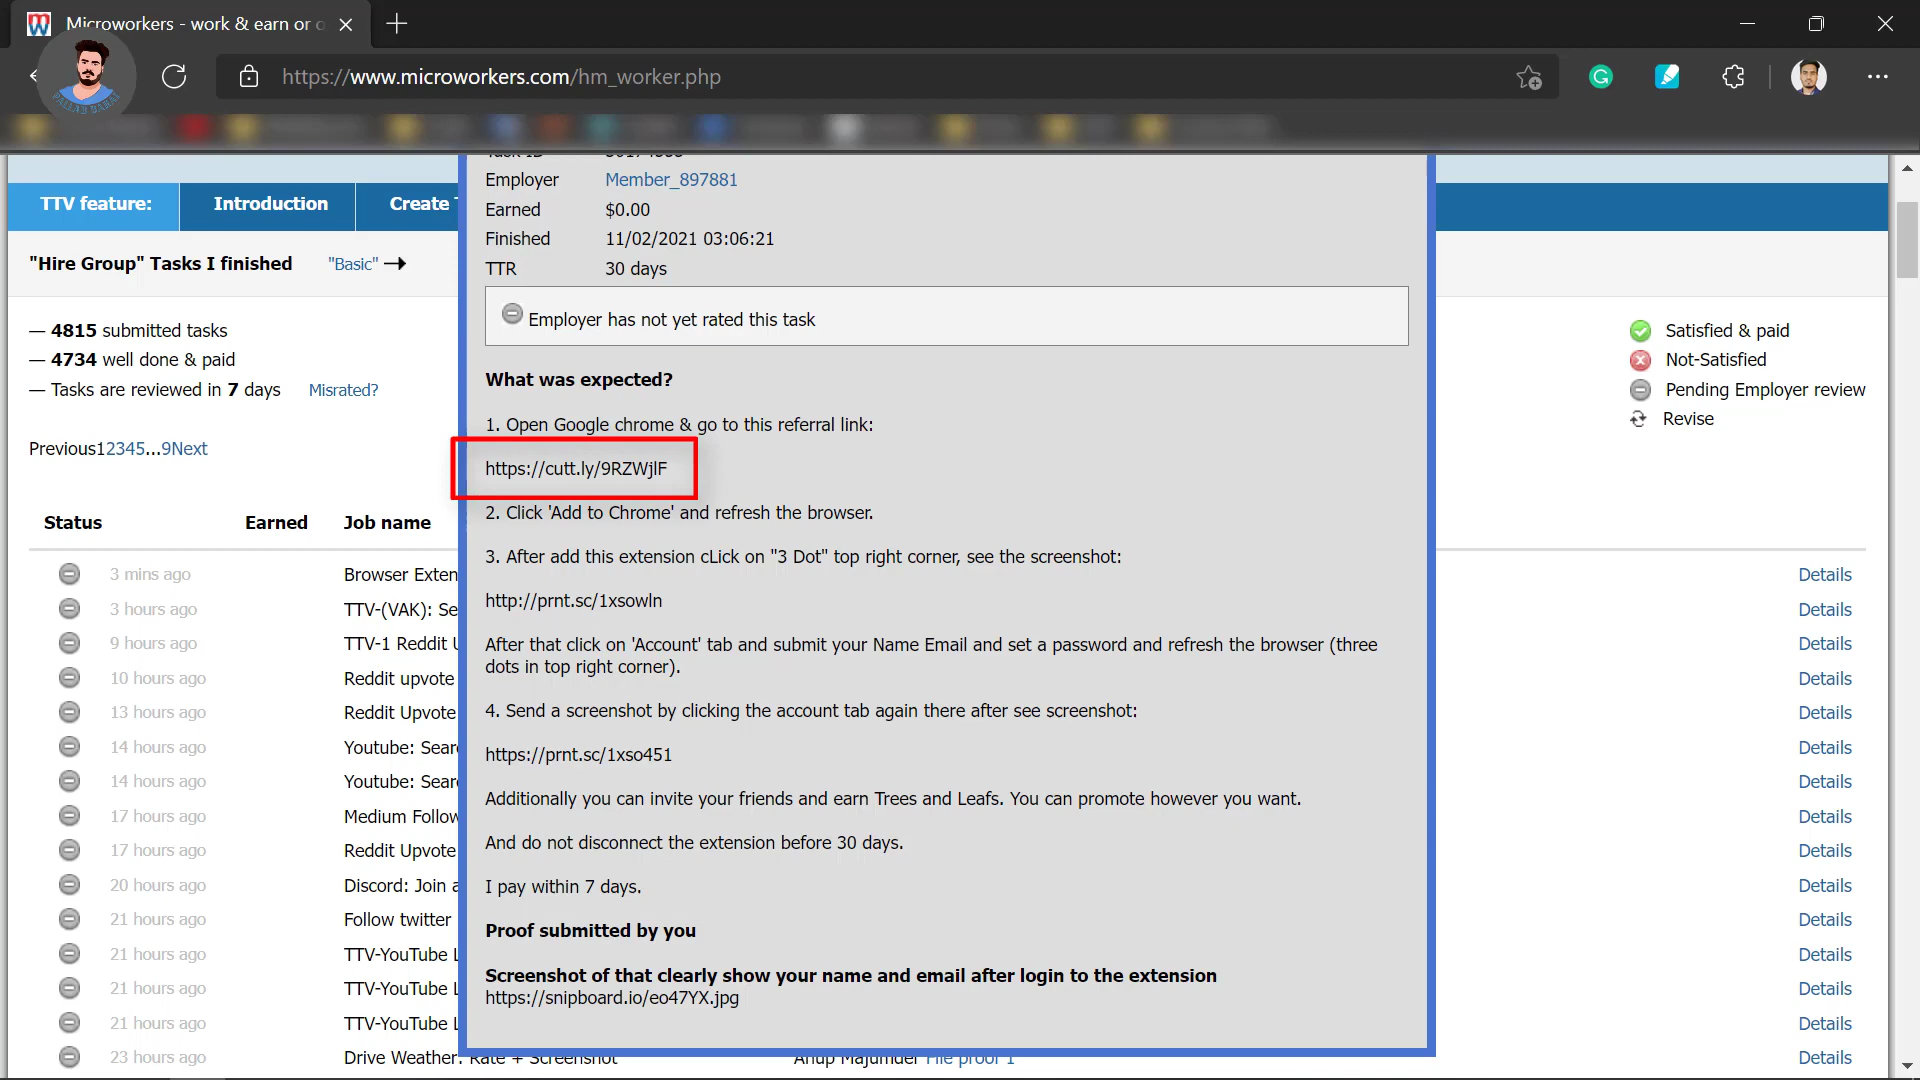 Microworkers - work & earn or o
https://www.microworkers.com/hm_worker.php
PALLAB BAHAI
Employer Member_897881
Earned $0.00
Finished 11/02/2021 03:06:21
TTR 30 days
Employer has not yet rated this task
What was expected?
1. Open Google chrome & go to this referral link:
https://cutt.ly/9RZWjlF
2. Click 'Add to Chrome' and refresh the browser.
3. After add this extension cLick on "3 Dot" top right corner, see the screenshot:
http://prnt.sc/1xsowln
After that click on 'Account' tab and submit your Name Email and set a password and refresh the browser (three
dots in top right corner).
4. Send a screenshot by clicking the account tab again there after see screenshot:
https://prnt.sc/1xso451
Additionally you can invite your friends and earn Trees and Leafs. You can promote however you want.
And do not disconnect the extension before 30 days.
I pay within 7 days.
Proof submitted by you
Screenshot of that clearly show your name and email after login to the extension
https://snipboard.io/eo47YX.jpg
TTV feature: Introduction Create T
"Hire Group" Tasks I finished "Basic"
— 4815 submitted tasks
— 4734 well done & paid
— Tasks are reviewed in 7 days Misrated?
Previous12345...9Next
Satisfied & paid
Not-Satisfied
Pending Employer review
Revise
Status Earned Job name
3 mins ago Browser Exten Details
3 hours ago TTV-(VAK): Se Details
9 hours ago TTV-1 Reddit U Details
10 hours ago Reddit upvote Details
13 hours ago Reddit Upvote Details
14 hours ago Youtube: Sear Details
14 hours ago Youtube: Sear Details
17 hours ago Medium Follow Details
17 hours ago Reddit Upvote Details
20 hours ago Discord: Join a Details
21 hours ago Follow twitter Details
21 hours ago TTV-YouTube L Details
21 hours ago TTV-YouTube L Details
21 hours ago TTV-YouTube L Details
23 hours ago Drive Weather: Rate + Screenshot Anup Majumder File proof 1 Details